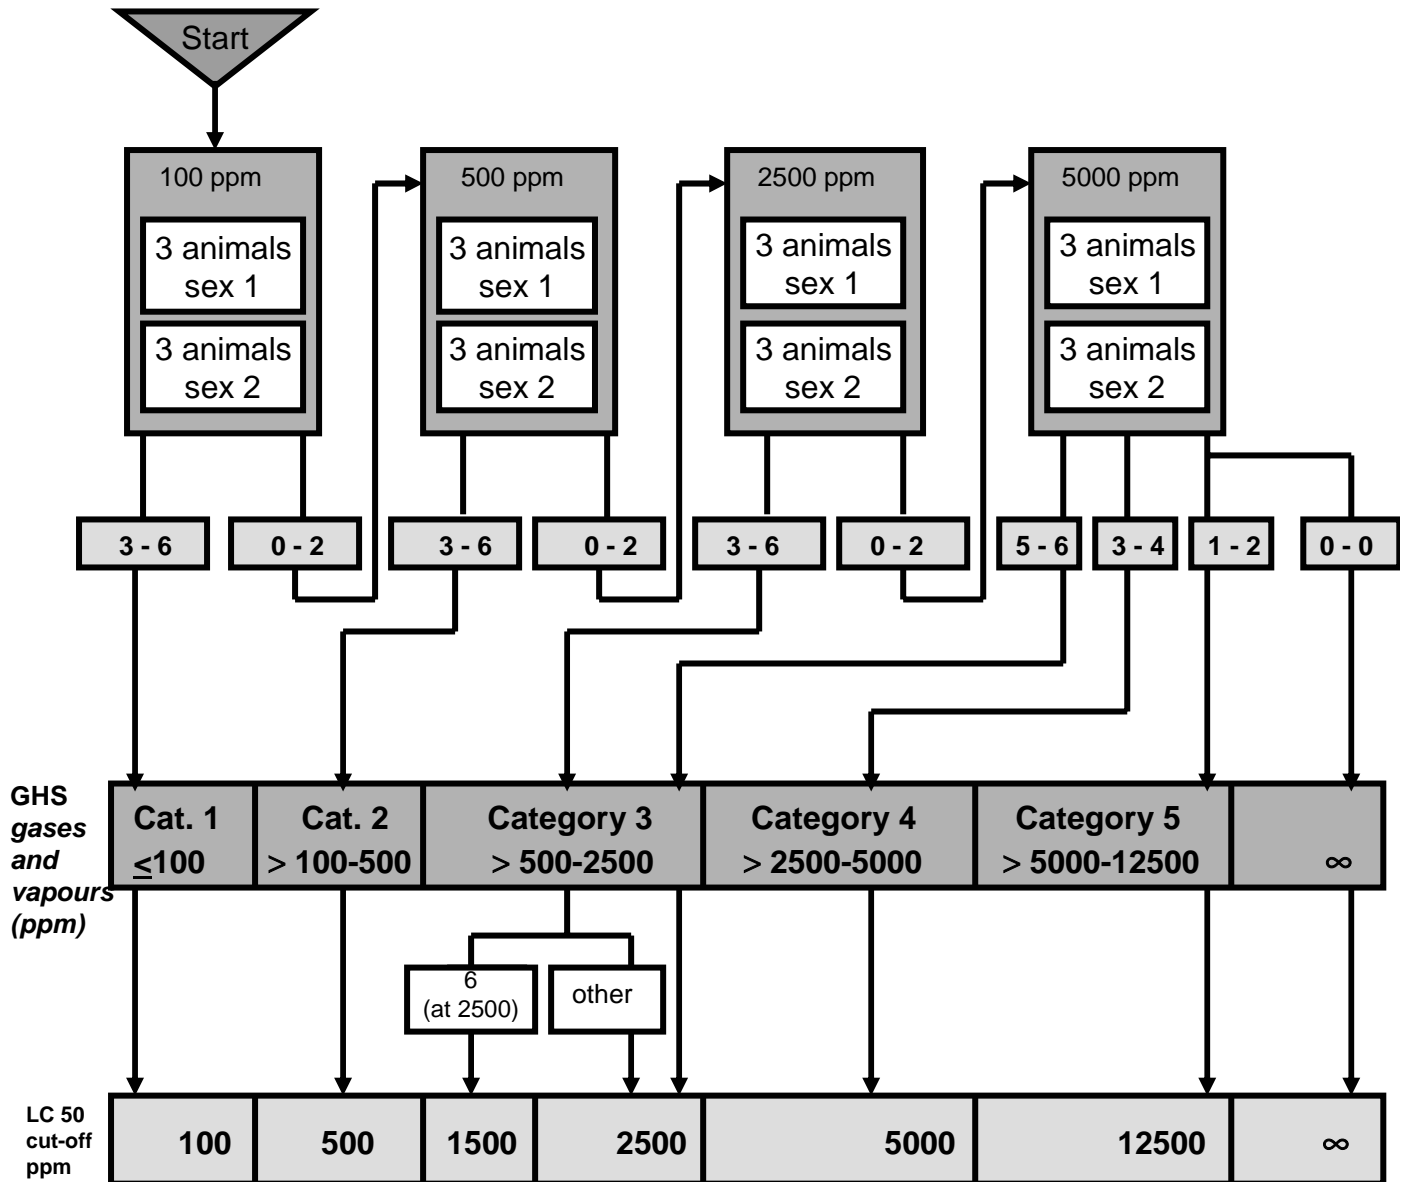 Start
100 ppm
3 animals
sex 1
3 animals
sex 2
500 ppm
3 animals
sex 1
3 animals
sex 2
2500 ppm
3 animals
sex 1
3 animals
sex 2
5000 ppm
3 animals
sex 1
3 animals
sex 2
3 - 6
0 - 2
3 - 6
0 - 2
3 - 6
0 - 2
5 - 6
3 - 4
1 - 2
0 - 0
GHS
gases
and
vapours
(ppm)
Cat. 1
≤100
Cat. 2
> 100-500
Category 3
> 500-2500
Category 4
> 2500-5000
Category 5
> 5000-12500
∞
6
(at 2500)
other
LC 50
cut-off
ppm
100
500
1500
2500
5000
12500
∞